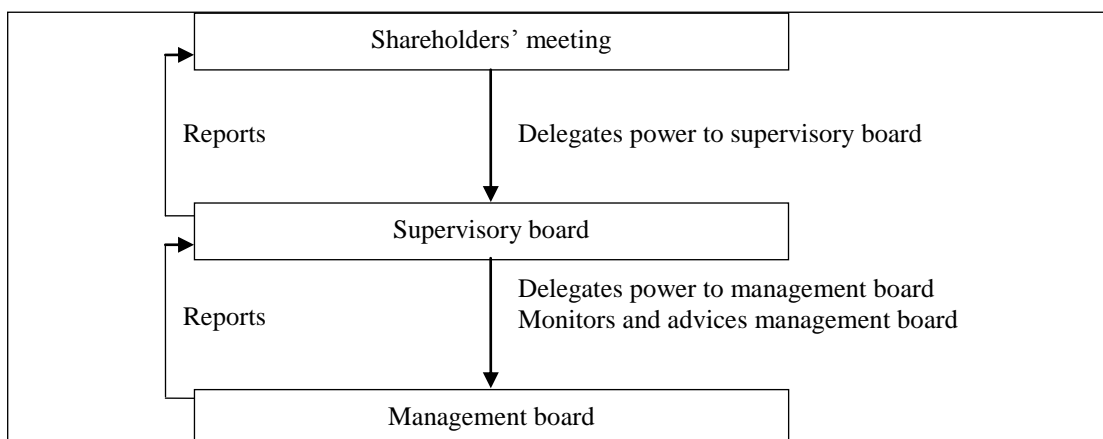 Shareholders’ meeting
Reports
Delegates power to supervisory board
Supervisory board
Delegates power to management board
Reports
Monitors and advices management board
Management board